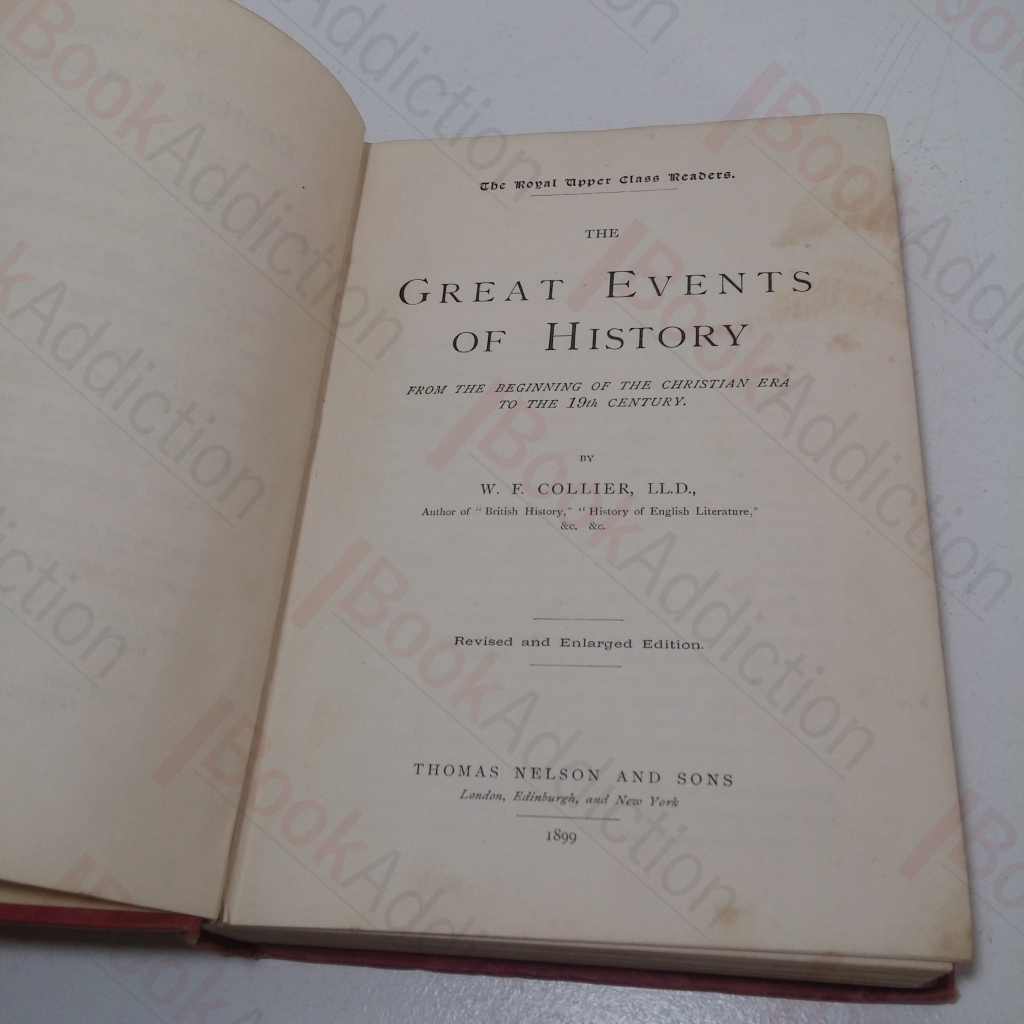 The Royal Upper Class Readers.
THE
GREAT EVENTS
OF HISTORY
FROM THE BEGINNING OF THE CHRISTIAN ERA
TO THE 19th CENTURY.
BY
W. F. COLLIER, LL.D.,
Author of "British History," "History of English Literature,"
&c. &c.
Revised and Enlarged Edition.
THOMAS NELSON AND SONS
London, Edinburgh, and New York
1899
BookAddiction